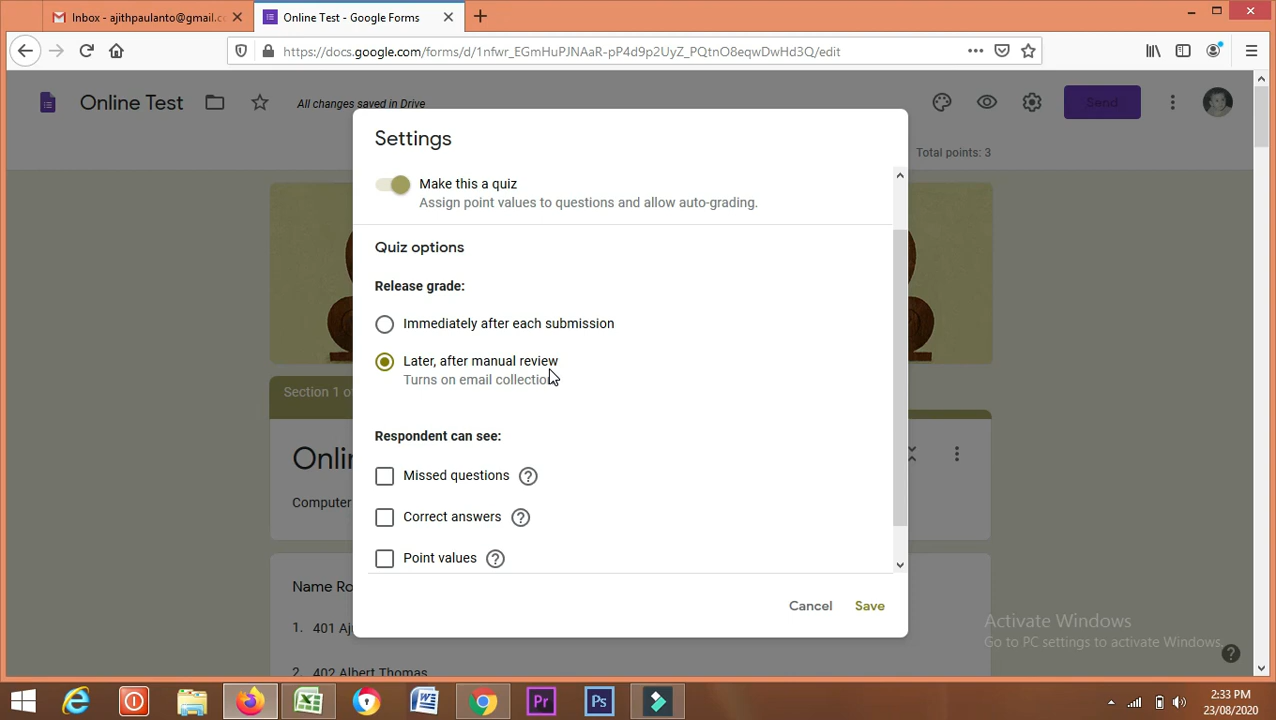 Inbox - ajithpaulanto@gmail.c
Online Test - Google Forms
https://docs.google.com/forms/d/1nfwr_EGmHuPJNAaR-pP4d9p2UyZ_PQtnO8eqwDwHd3Q/edit
Online Test
All changes saved in Drive
Send
Total points: 3
Settings
Make this a quiz
Assign point values to questions and allow auto-grading.
Quiz options
Release grade:
Immediately after each submission
Later, after manual review
Turns on email collection
Section 1 of
Respondent can see:
Onli
Missed questions
Computer
Correct answers
Point values
Name Ro
Cancel
Save
1. 401 Aj
2. 402 Albert Thomas
Activate Windows
Go to PC settings to activate Windows.
W
Pr
Ps
2:33 PM
23/08/2020